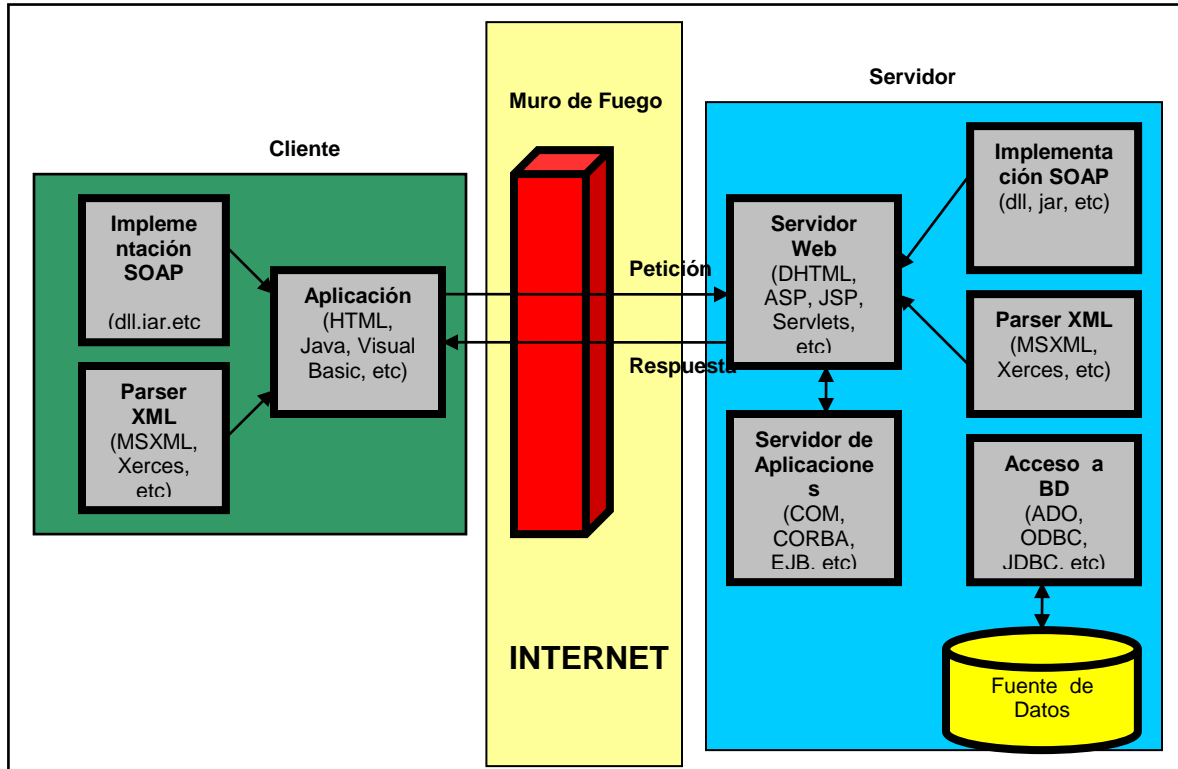 Cliente
Impleme
ntación
SOAP
(dll.jar.etc
Parser
XML
(MSXML,
Xerces,
etc)
Aplicación
(HTML,
Java, Visual
Basic, etc)
Muro de Fuego
INTERNET
Petición
Respuesta
Servidor
Servidor
Web
(DHTML,
ASP, JSP,
Servlets,
etc)
Servidor de
Aplicacione
s
(COM,
CORBA,
EJB, etc)
Implementa
ción SOAP
(dll, jar, etc)
Parser XML
(MSXML,
Xerces, etc)
Acceso a
BD
(ADO,
ODBC,
JDBC, etc)
Fuente de
Datos